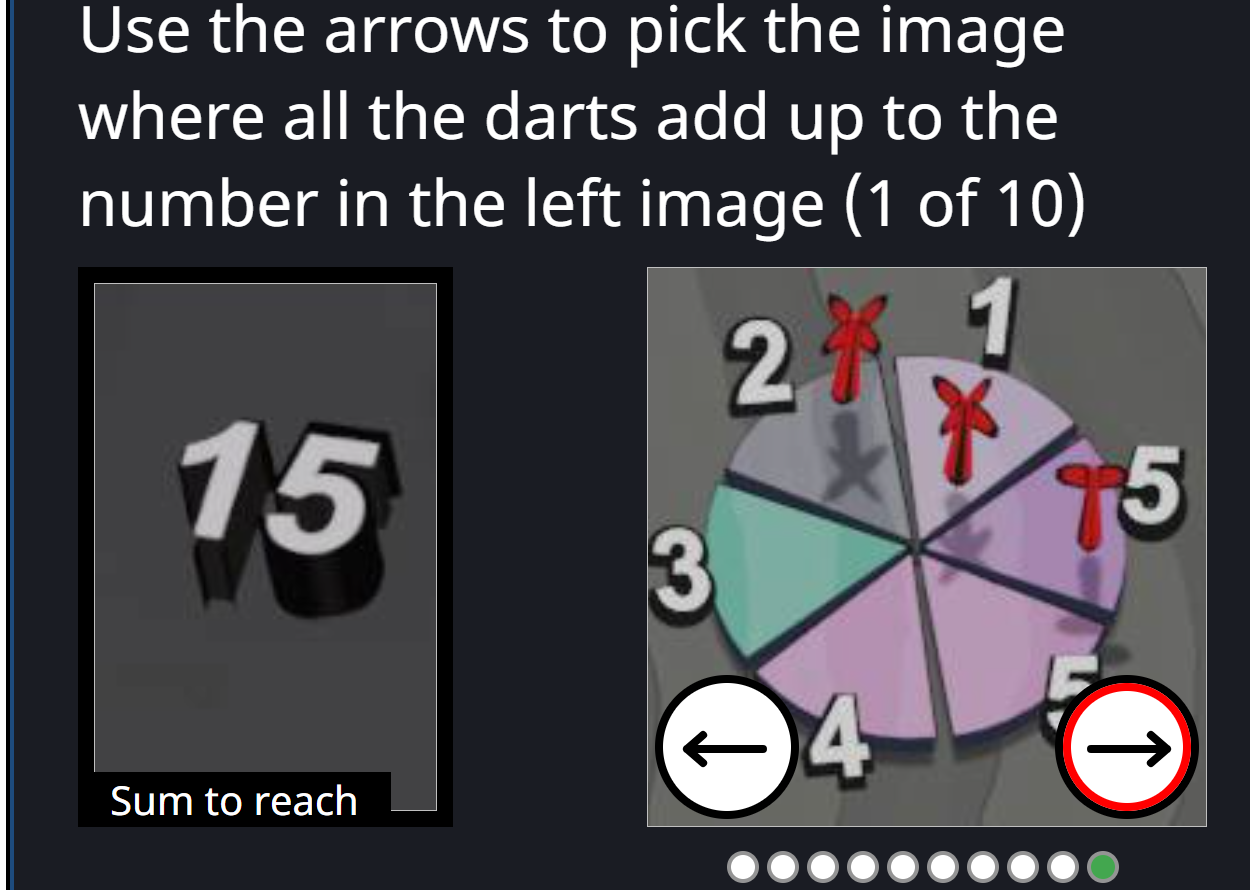 Use the arrows to pick the image
where all the darts add up to the
number in the left image (1 of 10)
15
Sum to reach
2
1
5
3
4
5